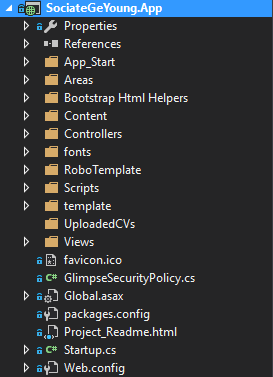 SociateGeYoung.App
Properties
References
App_Start
Areas
Bootstrap Html Helpers
Content
Controllers
fonts
RoboTemplate
Scripts
template
UploadedCVs
Views
favicon.ico
C# GlimpseSecurityPolicy.cs
Global.asax
packages.config
Project_Readme.html
C# Startup.cs
Web.config